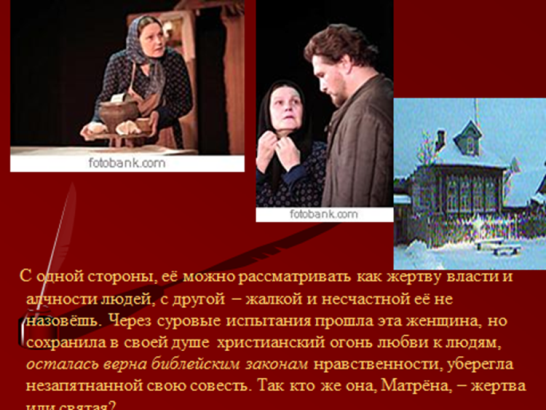 fotobank.com
fotobank.com
С одной стороны, её можно рассматривать как жертву власти и
алчности людей, с другой – жалкой и несчастной её не
назовёшь. Через суровые испытания прошла эта женщина, но
сохранила в своей душе христианский огонь любви к людям,
осталась верна библейским законам нравственности, уберегла
незапятнанной свою совесть. Так кто же она, Матрёна, – жертва
или святая?